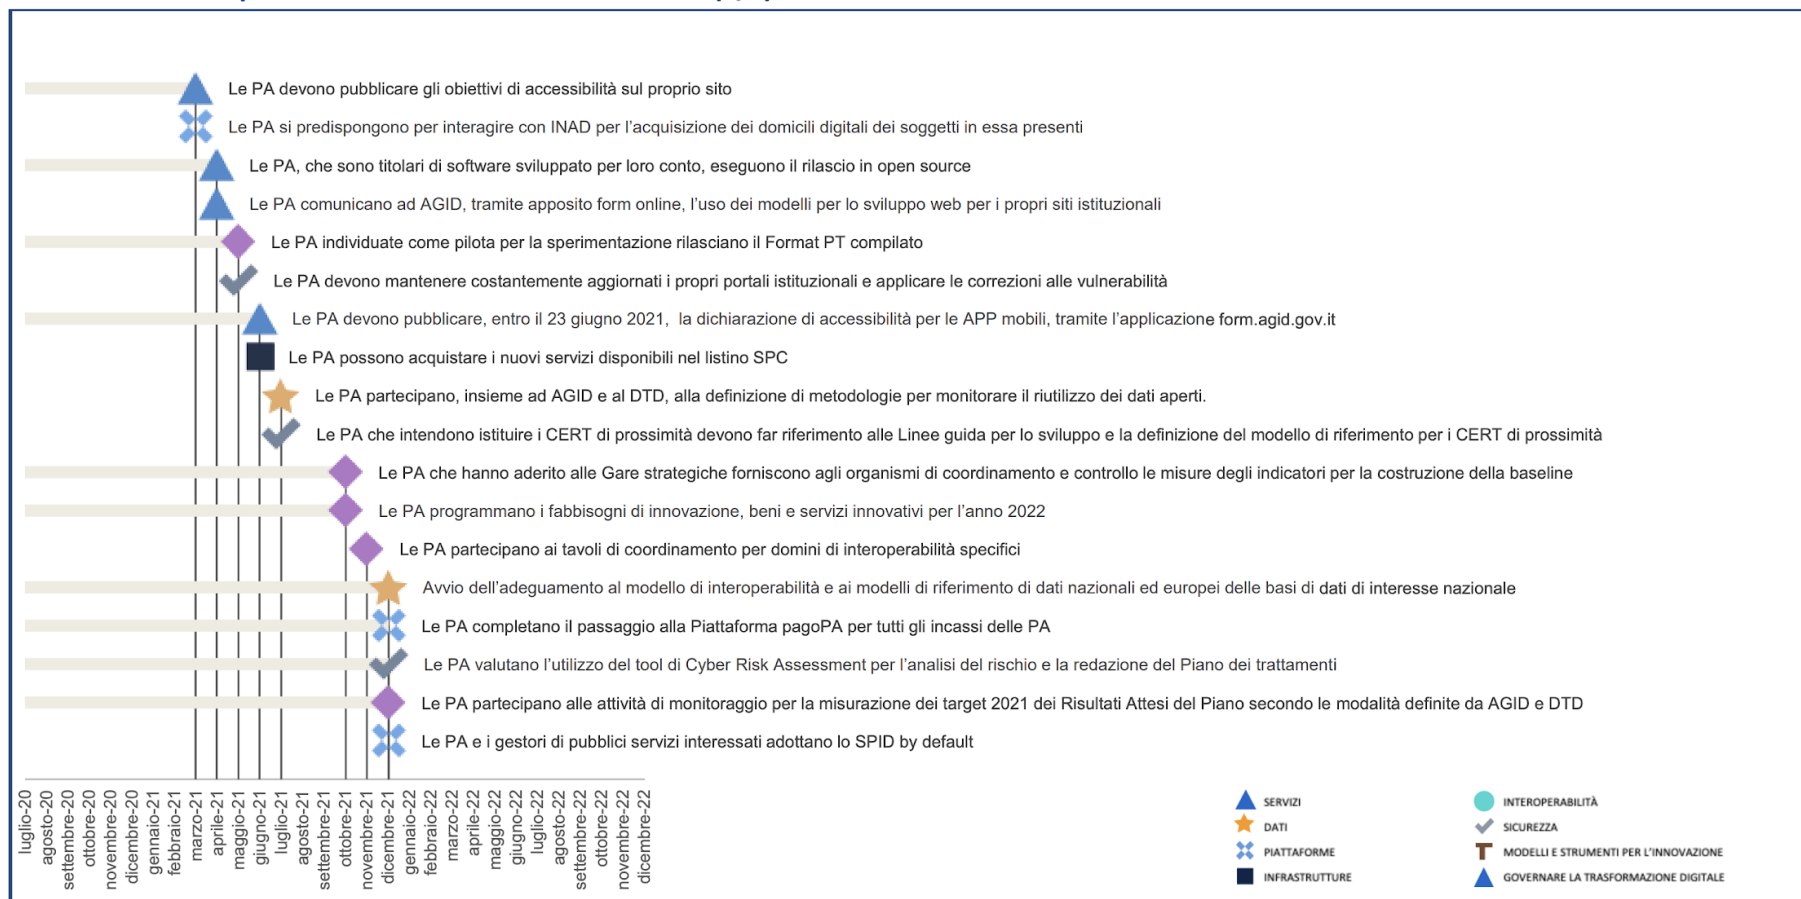 Le PA devono pubblicare gli obiettivi di accessibilità sul proprio sito
Le PA si predispongono per interagire con INAD per l’acquisizione dei domicili digitali dei soggetti in essa presenti
Le PA, che sono titolari di software sviluppato per loro conto, eseguono il rilascio in open source
Le PA comunicano ad AGID, tramite apposito form online, l’uso dei modelli per lo sviluppo web per i propri siti istituzionali
Le PA individuate come pilota per la sperimentazione rilasciano il Format PT compilato
Le PA devono mantenere costantemente aggiornati i propri portali istituzionali e applicare le correzioni alle vulnerabilità
Le PA devono pubblicare, entro il 23 giugno 2021, la dichiarazione di accessibilità per le APP mobili, tramite l’applicazione form.agid.gov.it
Le PA possono acquistare i nuovi servizi disponibili nel listino SPC
Le PA partecipano, insieme ad AGID e al DTD, alla definizione di metodologie per monitorare il riutilizzo dei dati aperti.
Le PA che intendono istituire i CERT di prossimità devono far riferimento alle Linee guida per lo sviluppo e la definizione del modello di riferimento per i CERT di prossimità
Le PA che hanno aderito alle Gare strategiche forniscono agli organismi di coordinamento e controllo le misure degli indicatori per la costruzione della baseline
Le PA programmano i fabbisogni di innovazione, beni e servizi innovativi per l’anno 2022
Le PA partecipano ai tavoli di coordinamento per domini di interoperabilità specifici
Avvio dell’adeguamento al modello di interoperabilità e ai modelli di riferimento di dati nazionali ed europei delle basi di dati di interesse nazionale
Le PA completano il passaggio alla Piattaforma pagoPA per tutti gli incassi delle PA
Le PA valutano l’utilizzo del tool di Cyber Risk Assessment per l’analisi del rischio e la redazione del Piano dei trattamenti
Le PA partecipano alle attività di monitoraggio per la misurazione dei target 2021 dei Risultati Attesi del Piano secondo le modalità definite da AGID e DTD
Le PA e i gestori di pubblici servizi interessati adottano lo SPID by default
luglio-20
agosto-20
settembre-20
ottobre-20
novembre-20
dicembre-20
gennaio-21
febbraio-21
marzo-21
aprile-21
maggio-21
giugno-21
luglio-21
agosto-21
settembre-21
ottobre-21
novembre-21
dicembre-21
gennaio-22
febbraio-22
marzo-22
aprile-22
maggio-22
giugno-22
luglio-22
agosto-22
settembre-22
ottobre-22
novembre-22
dicembre-22
SERVIZI
DATI
PIATTAFORME
INFRASTRUTTURE
INTEROPERABILITÀ
SICUREZZA
MODELLI E STRUMENTI PER L’INNOVAZIONE
GOVERNARE LA TRASFORMAZIONE DIGITALE